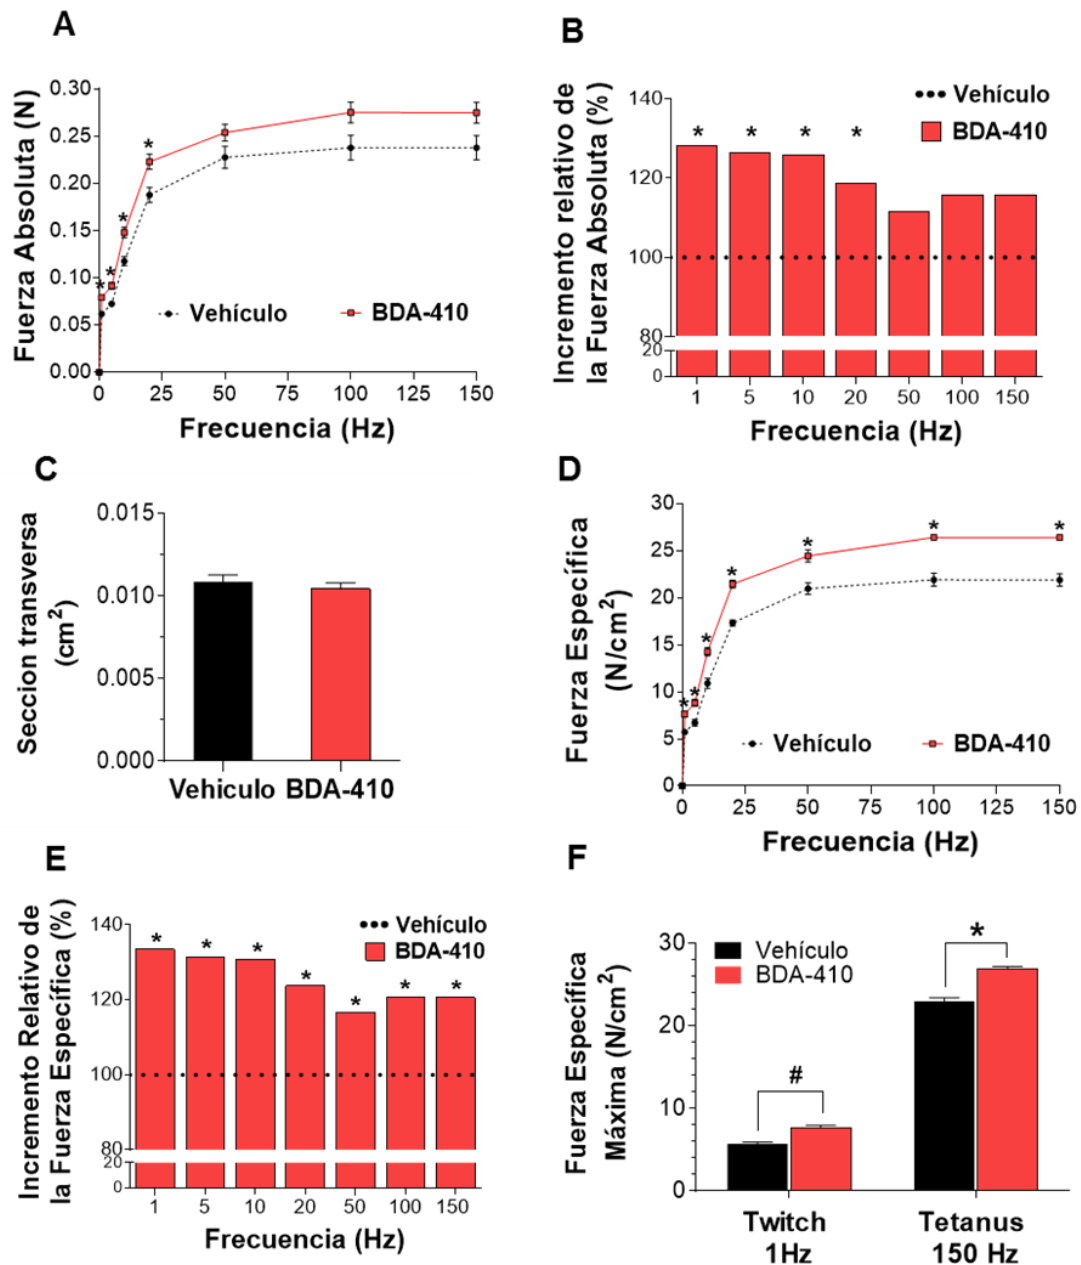 A
Fuerza Absoluta (N)
0.30
0.25
0.20
0.15
0.10
0.05
0.00
* * * *
Vehículo
BDA-410
0 25 50 75 100 125 150
Frecuencia (Hz)
B
Incremento relativo de
la Fuerza Absoluta (%)
140
120
100
80
20
0
Vehículo
BDA-410
* * * *
1 5 10 20 50 100 150
Frecuencia (Hz)
C
Seccion transversa
(cm²)
0.015
0.010
0.005
0.000
Vehiculo BDA-410
D
Fuerza Específica
(N/cm²)
30
25
20
15
10
5
0
* * * * * * *
Vehículo
BDA-410
0 25 50 75 100 125 150
Frecuencia (Hz)
E
Incremento Relativo de
la Fuerza Específica (%)
140
120
100
80
20
0
Vehículo
BDA-410
* * * * * * *
1 5 10 20 50 100 150
Frecuencia (Hz)
F
Fuerza Específica
Máxima (N/cm²)
30
20
10
0
Vehículo
BDA-410
#
*
Twitch
1Hz
Tetanus
150 Hz